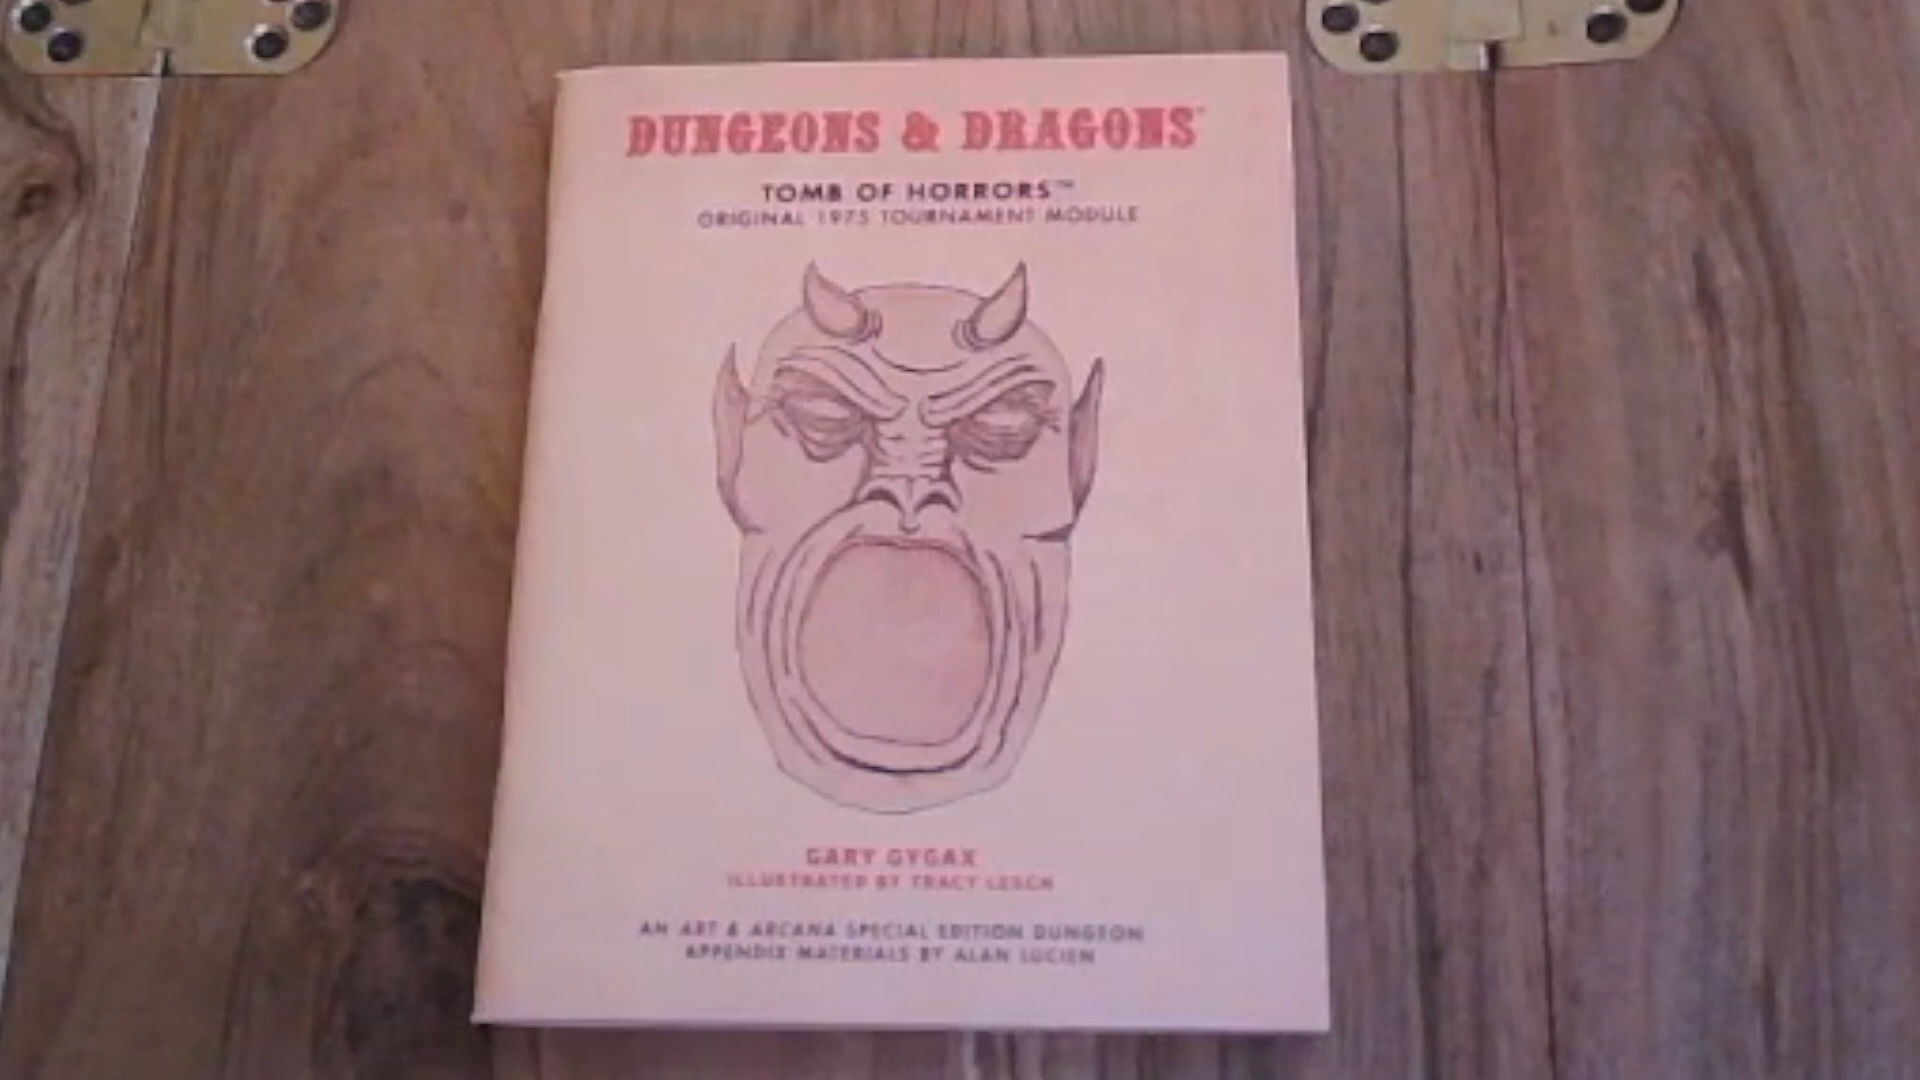 DUNGEONS & DRAGONS
TOMB OF HORRORS™
ORIGINAL 1975 TOURNAMENT MODULE
GARY GYGAX
ILLUSTRATED BY TRACY LESCH
AN ART & ARCANA SPECIAL EDITION DUNGEON
APPENDIX MATERIALS BY ALAN LUCIEN